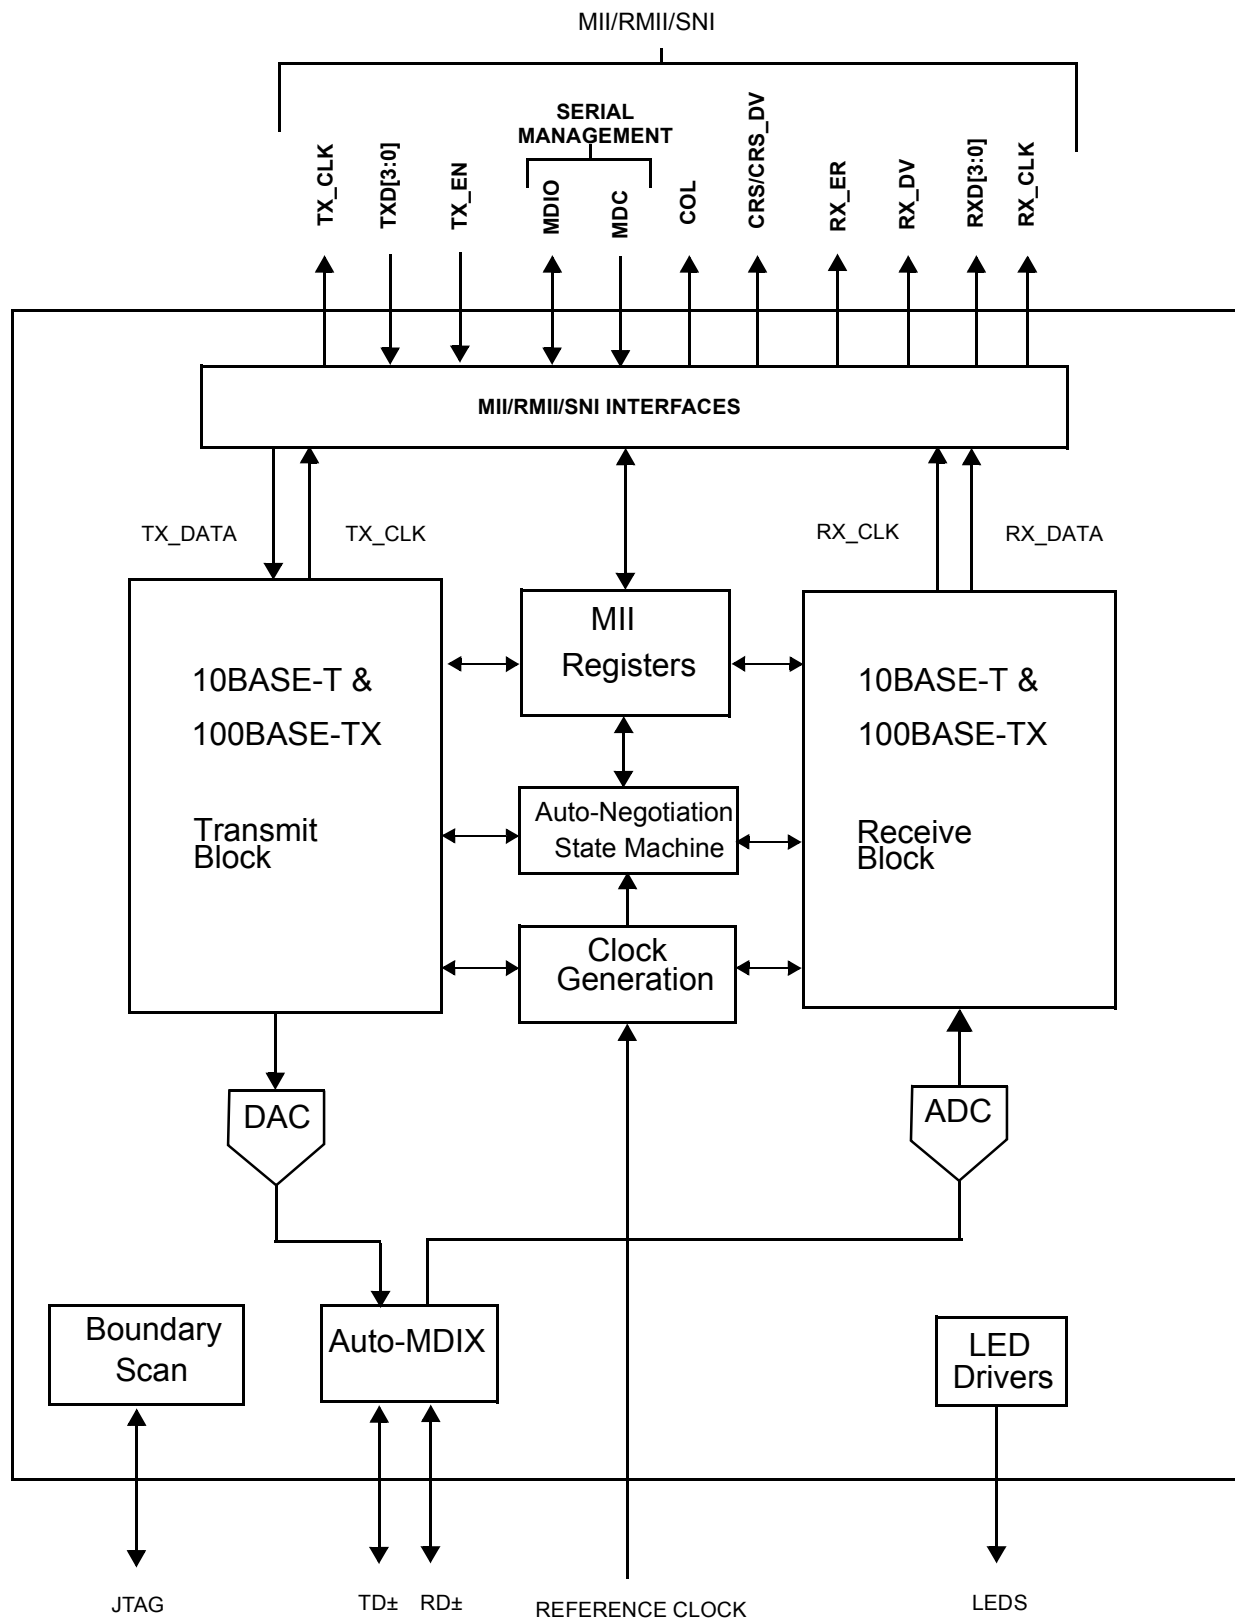 MII/RMII/SNI
SERIAL
MANAGEMENT
TX_CLK
TXD[3:0]
TX_EN
MDIO
MDC
COL
CRS/CRS_DV
RX_ER
RX_DV
RXD[3:0]
RX_CLK
MII/RMII/SNI INTERFACES
TX_DATA
TX_CLK
RX_CLK
RX_DATA
10BASE-T &
100BASE-TX
Transmit
Block
MII
Registers
Auto-Negotiation
State Machine
Clock
Generation
10BASE-T &
100BASE-TX
Receive
Block
DAC
ADC
Boundary
Scan
Auto-MDIX
LED
Drivers
JTAG
TD±
RD±
REFERENCE CLOCK
LEDS